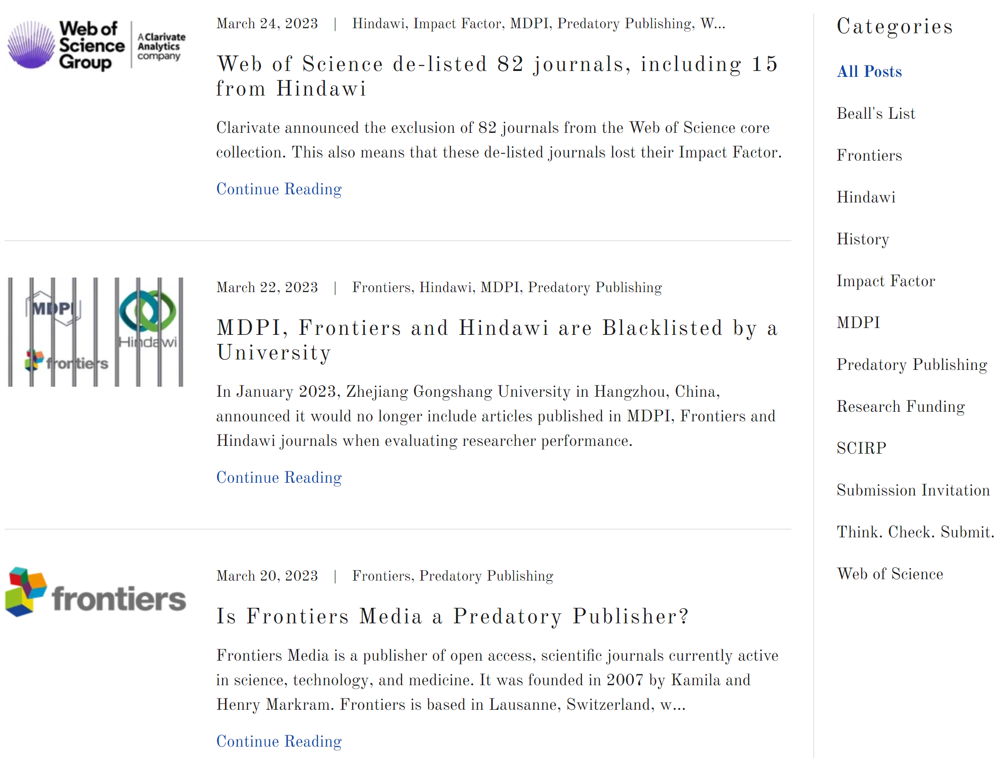 Web of
Science
Group
A Clarivate
Analytics
company
March 24, 2023 | Hindawi, Impact Factor, MDPI, Predatory Publishing, W...
Web of Science de-listed 82 journals, including 15
from Hindawi
Clarivate announced the exclusion of 82 journals from the Web of Science core
collection. This also means that these de-listed journals lost their Impact Factor.
Continue Reading
MDPI
Hindawi
frontiers
March 22, 2023 | Frontiers, Hindawi, MDPI, Predatory Publishing
MDPI, Frontiers and Hindawi are Blacklisted by a
University
In January 2023, Zhejiang Gongshang University in Hangzhou, China,
announced it would no longer include articles published in MDPI, Frontiers and
Hindawi journals when evaluating researcher performance.
Continue Reading
frontiers
March 20, 2023 | Frontiers, Predatory Publishing
Is Frontiers Media a Predatory Publisher?
Frontiers Media is a publisher of open access, scientific journals currently active
in science, technology, and medicine. It was founded in 2007 by Kamila and
Henry Markram. Frontiers is based in Lausanne, Switzerland, w...
Continue Reading
Categories
All Posts
Beall's List
Frontiers
Hindawi
History
Impact Factor
MDPI
Predatory Publishing
Research Funding
SCIRP
Submission Invitation
Think. Check. Submit.
Web of Science